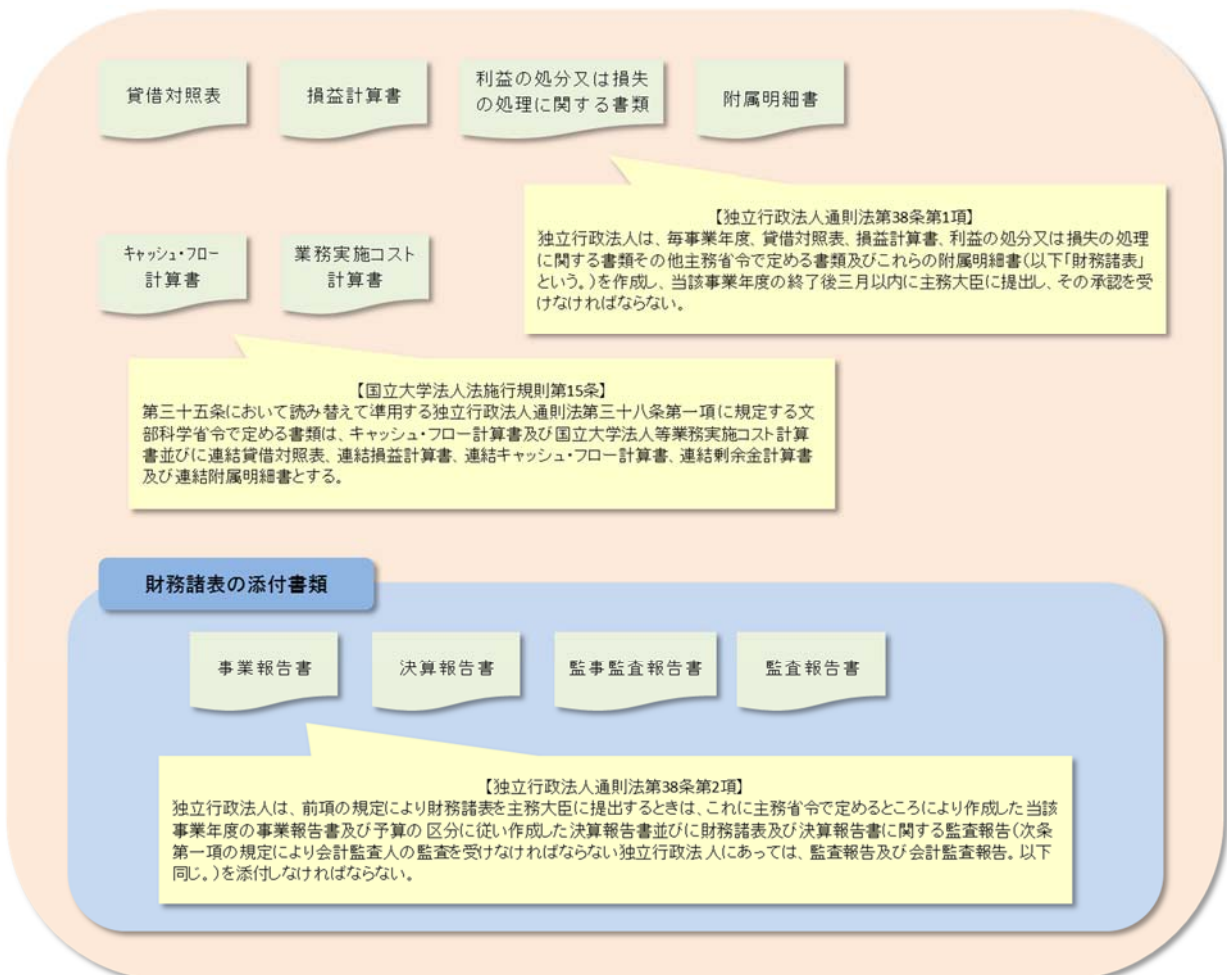 貸借対照表
損益計算書
利益の処分又は損失
の処理に関する書類
附属明細書
【独立行政法人通則法第38条第1項】
独立行政法人は、毎事業年度、貸借対照表、損益計算書、利益の処分又は損失の処理
に関する書類その他主務省令で定める書類及びこれらの附属明細書(以下「財務諸表」
という。)を作成し、当該事業年度の終了後三月以内に主務大臣に提出し、その承認を受
けなければならない。
キャッシュ・フロー
計算書
業務実施コスト
計算書
【国立大学法人法施行規則第15条】
第三十五条において読み替えて準用する独立行政法人通則法第三十八条第一項に規定する文
部科学省令で定める書類は、キャッシュ・フロー計算書及び国立大学法人等業務実施コスト計算
書並びに連結貸借対照表、連結損益計算書、連結キャッシュ・フロー計算書、連結剰余金計算書
及び連結附属明細書とする。
財務諸表の添付書類
事業報告書
決算報告書
監事監査報告書
監査報告書
【独立行政法人通則法第38条第2項】
独立行政法人は、前項の規定により財務諸表を主務大臣に提出するときは、これに主務省令で定めるところにより作成した当該
事業年度の事業報告書及び予算の区分に従い作成した決算報告書並びに財務諸表及び決算報告書に関する監査報告(次条
第一項の規定により会計監査人の監査を受けなければならない独立行政法人にあっては、監査報告及び会計監査報告。以下
同じ。)を添付しなければならない。